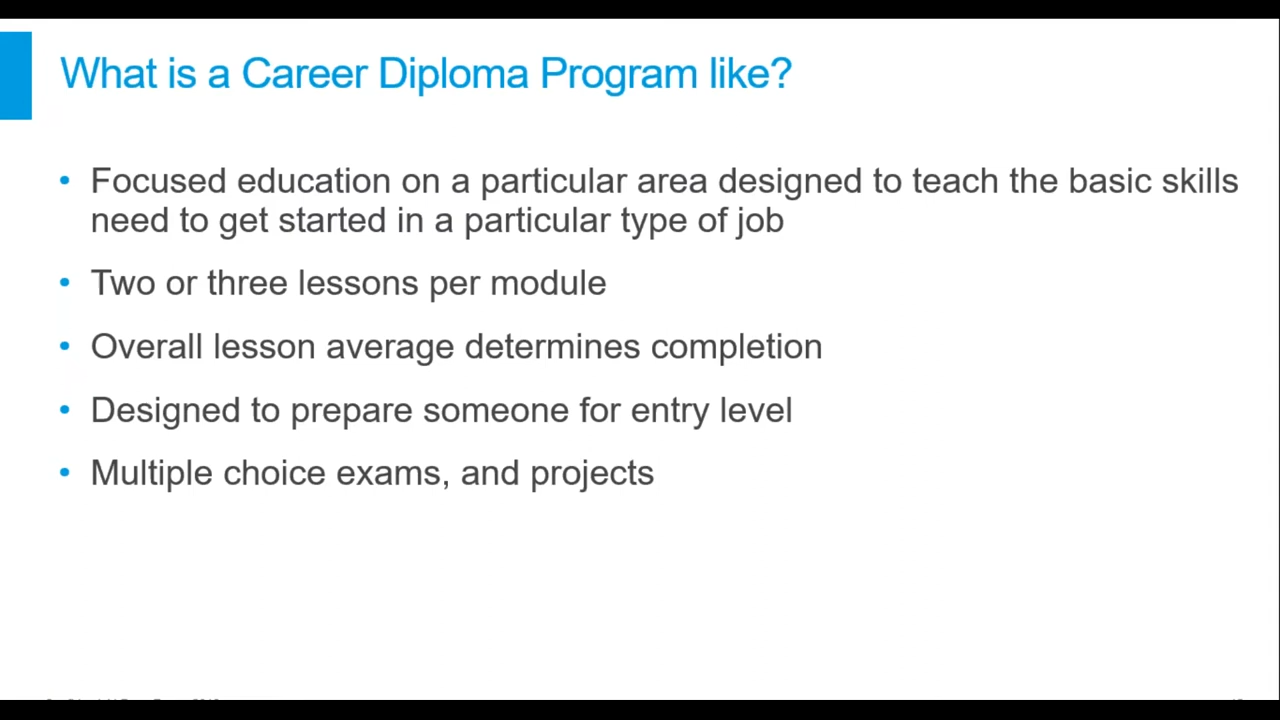 What is a Career Diploma Program like?
• Focused education on a particular area designed to teach the basic skills
need to get started in a particular type of job
• Two or three lessons per module
• Overall lesson average determines completion
• Designed to prepare someone for entry level
• Multiple choice exams, and projects